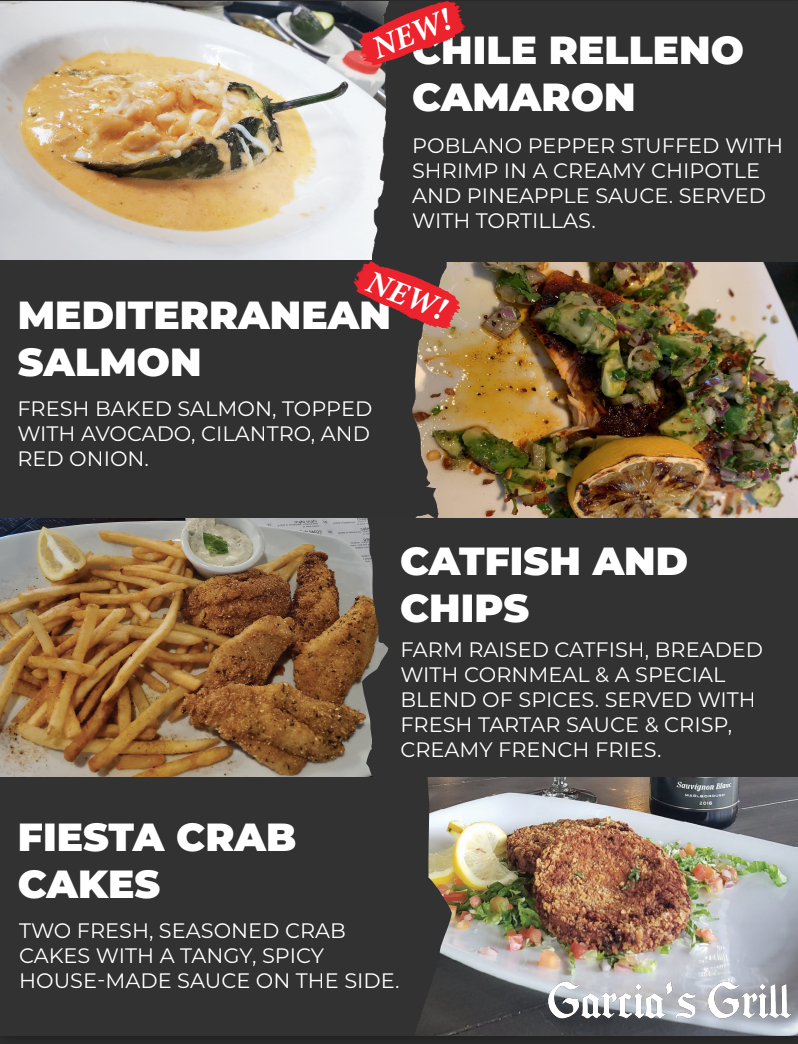 NEW!
CHILE RELLENO
CAMARON
POBLANO PEPPER STUFFED WITH
SHRIMP IN A CREAMY CHIPOTLE
AND PINEAPPLE SAUCE. SERVED
WITH TORTILLAS.
NEW!
MEDITERRANEAN
SALMON
FRESH BAKED SALMON, TOPPED
WITH AVOCADO, CILANTRO, AND
RED ONION.
CATFISH AND
CHIPS
FARM RAISED CATFISH, BREADED
WITH CORNMEAL & A SPECIAL
BLEND OF SPICES. SERVED WITH
FRESH TARTAR SAUCE & CRISP,
CREAMY FRENCH FRIES.
FIESTA CRAB
CAKES
TWO FRESH, SEASONED CRAB
CAKES WITH A TANGY, SPICY
HOUSE-MADE SAUCE ON THE SIDE.
Sauvignon Blanc
MARLBOROUGH
2018
Garcia's Grill